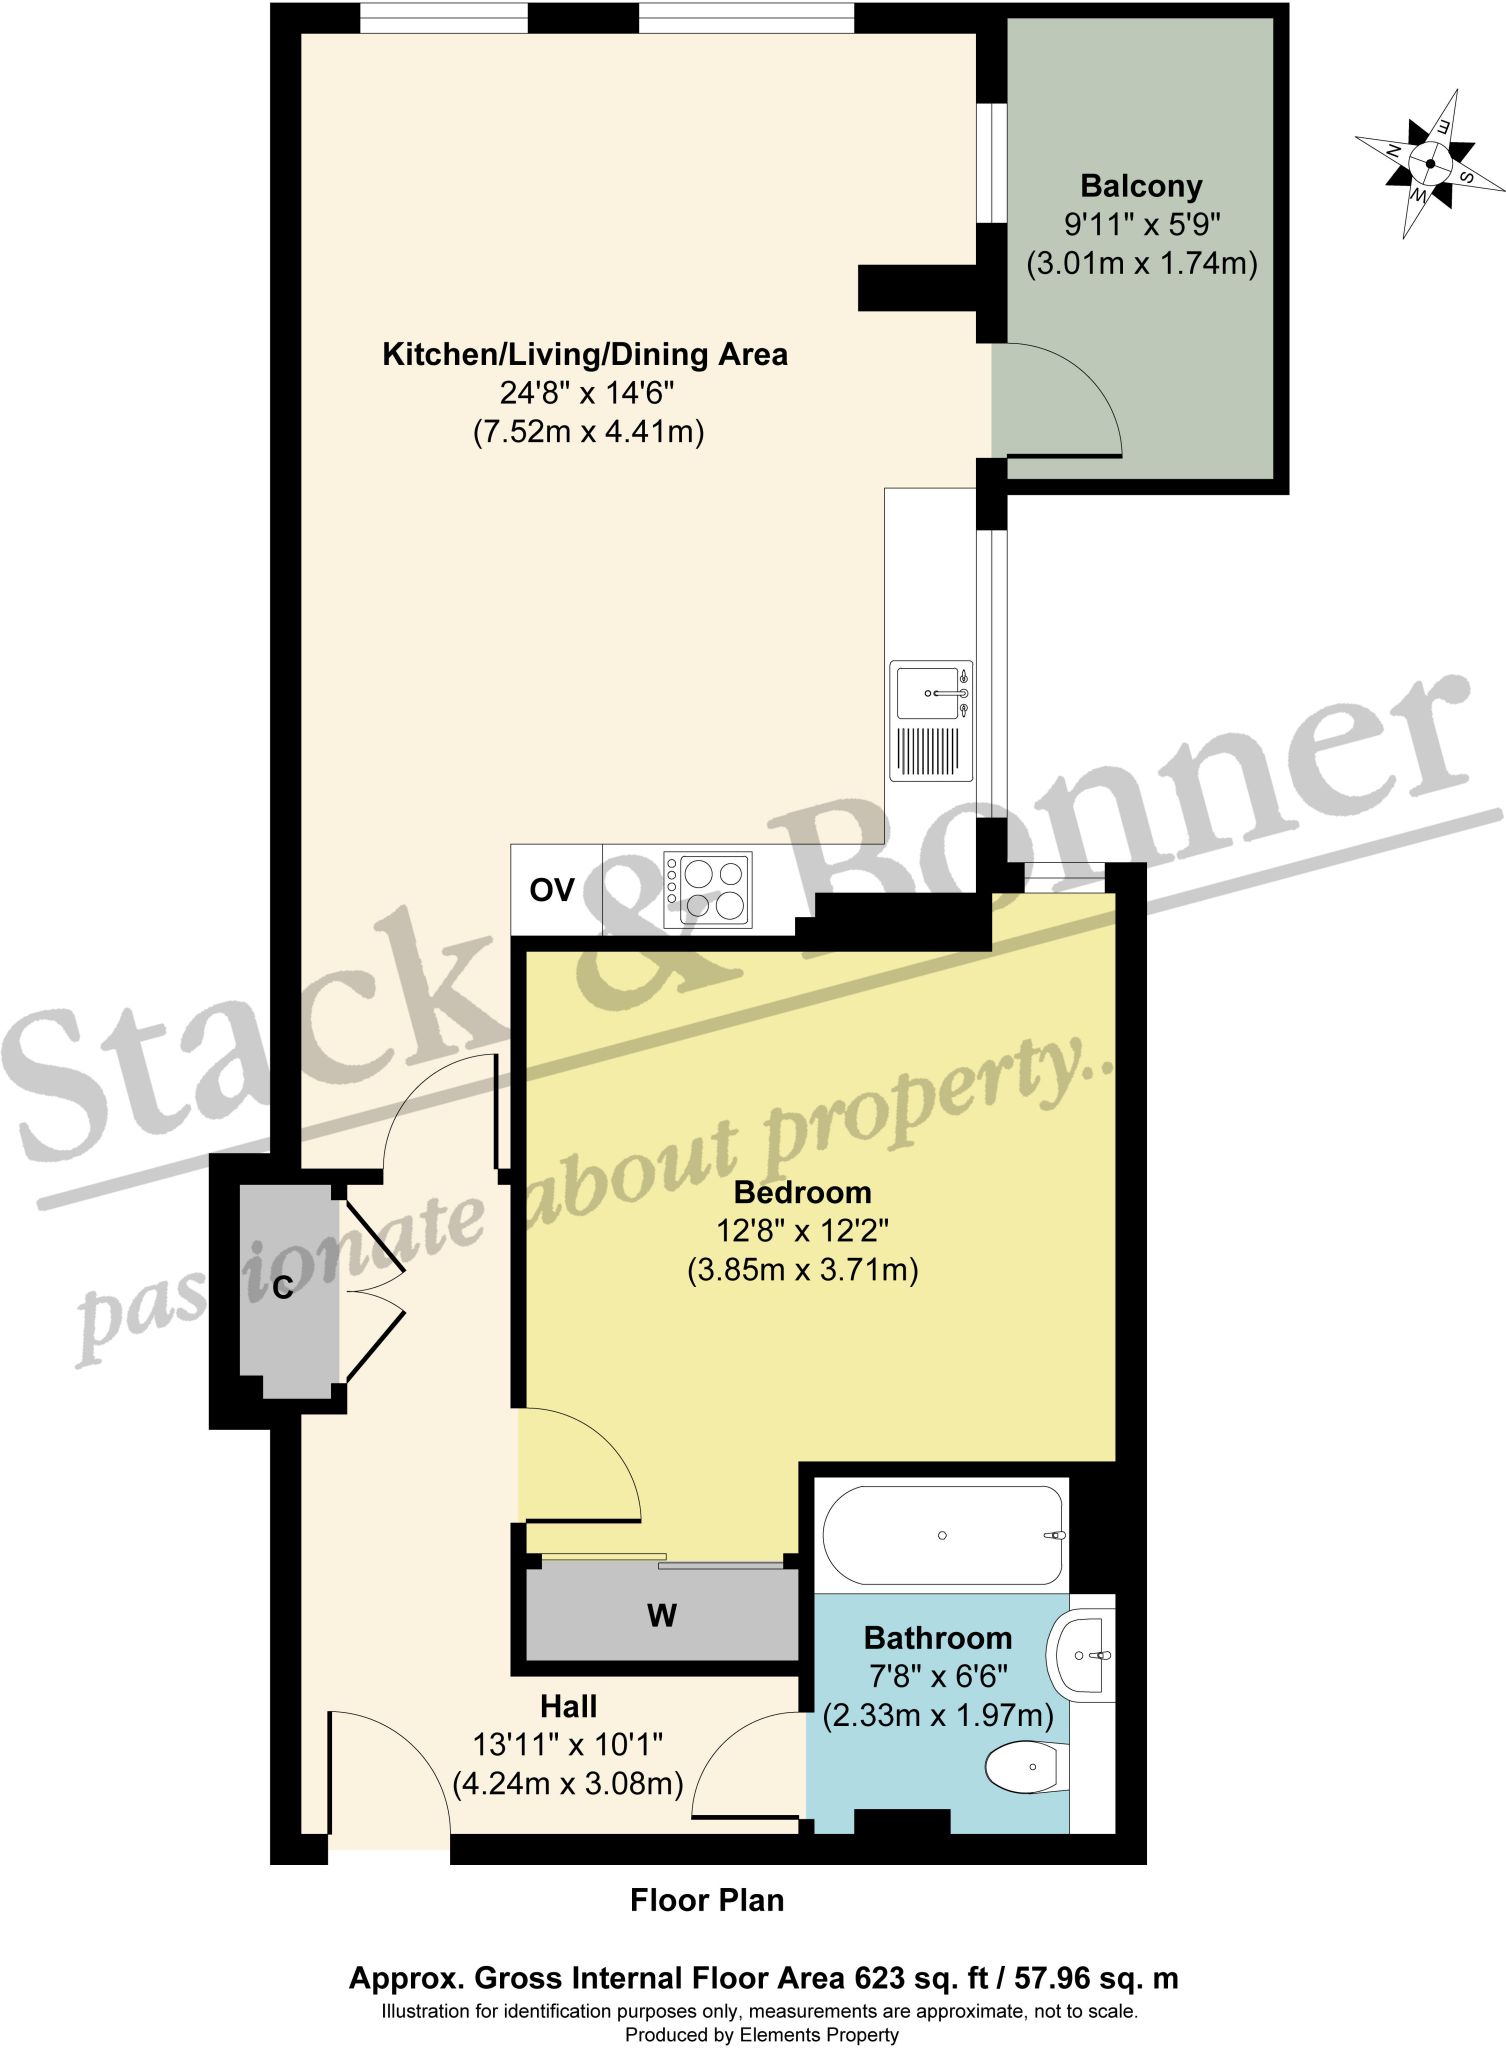 Balcony
9'11" x 5'9"
(3.01m x 1.74m)
N
E
S
W
Kitchen/Living/Dining Area
24'8" x 14'6"
(7.52m x 4.41m)
OV
Stack & Bonner
passionate about property..
Bedroom
12'8" x 12'2"
(3.85m x 3.71m)
C
W
Bathroom
7'8" x 6'6"
(2.33m x 1.97m)
Hall
13'11" x 10'1"
(4.24m x 3.08m)
Floor Plan
Approx. Gross Internal Floor Area 623 sq. ft / 57.96 sq. m
Illustration for identification purposes only, measurements are approximate, not to scale.
Produced by Elements Property